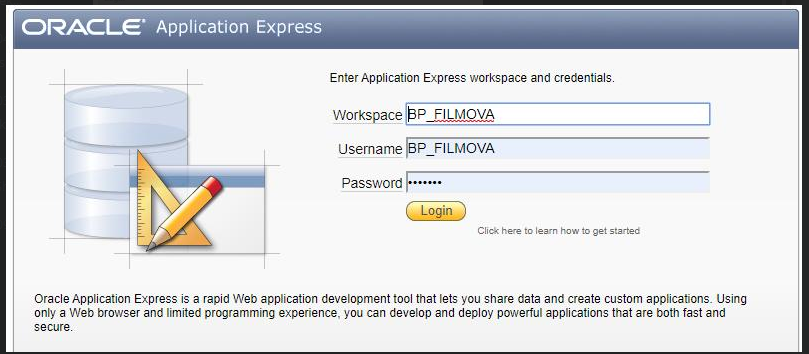 ORACLE® Application Express
Enter Application Express workspace and credentials.
Workspace BP_FILMOVA
Username BP_FILMOVA
Password •••••••
Login
Click here to learn how to get started
Oracle Application Express is a rapid Web application development tool that lets you share data and create custom applications. Using
only a Web browser and limited programming experience, you can develop and deploy powerful applications that are both fast and
secure.